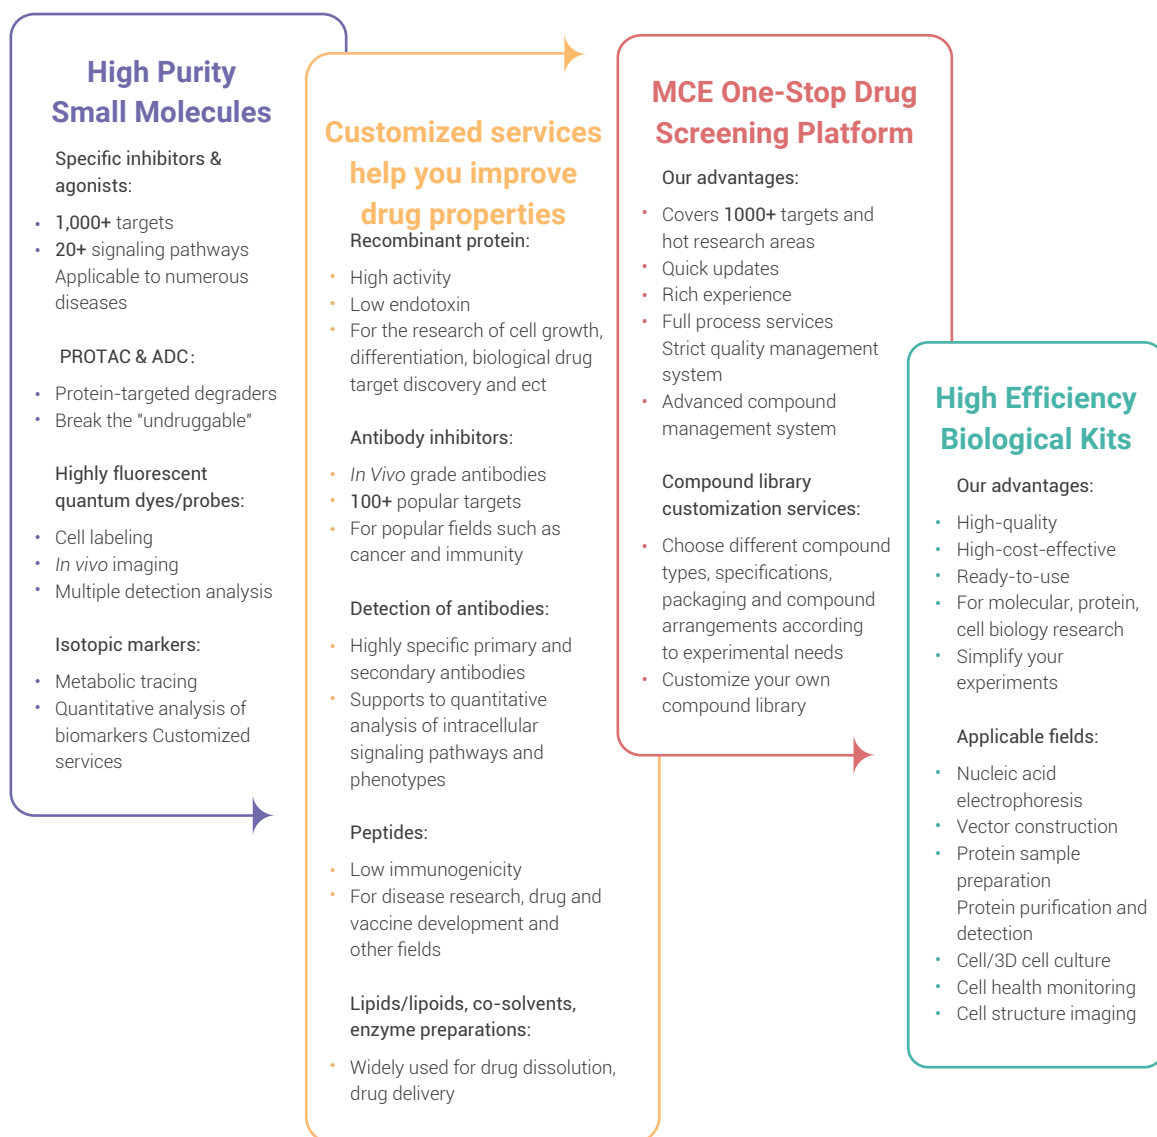 High Purity
Small Molecules
Specific inhibitors &
agonists:
• 1,000+ targets
• 20+ signaling pathways
Applicable to numerous
diseases
PROTAC & ADC:
• Protein-targeted degraders
• Break the "undruggable"
Highly fluorescent
quantum dyes/probes:
• Cell labeling
• In vivo imaging
• Multiple detection analysis
Isotopic markers:
• Metabolic tracing
• Quantitative analysis of
biomarkers Customized
services
Customized services
help you improve
drug properties
Recombinant protein:
• High activity
• Low endotoxin
• For the research of cell growth,
differentiation, biological drug
target discovery and ect
Antibody inhibitors:
• In Vivo grade antibodies
• 100+ popular targets
• For popular fields such as
cancer and immunity
Detection of antibodies:
• Highly specific primary and
secondary antibodies
• Supports to quantitative
analysis of intracellular
signaling pathways and
phenotypes
Peptides:
• Low immunogenicity
• For disease research, drug and
vaccine development and
other fields
Lipids/lipoids, co-solvents,
enzyme preparations:
• Widely used for drug dissolution,
drug delivery
MCE One-Stop Drug
Screening Platform
Our advantages:
• Covers 1000+ targets and
hot research areas
• Quick updates
• Rich experience
• Full process services
Strict quality management
system
• Advanced compound
management system
Compound library
customization services:
• Choose different compound
types, specifications,
packaging and compound
arrangements according
to experimental needs
• Customize your own
compound library
High Efficiency
Biological Kits
Our advantages:
• High-quality
• High-cost-effective
• Ready-to-use
• For molecular, protein,
cell biology research
• Simplify your
experiments
Applicable fields:
• Nucleic acid
electrophoresis
• Vector construction
• Protein sample
preparation
Protein purification and
detection
• Cell/3D cell culture
• Cell health monitoring
• Cell structure imaging